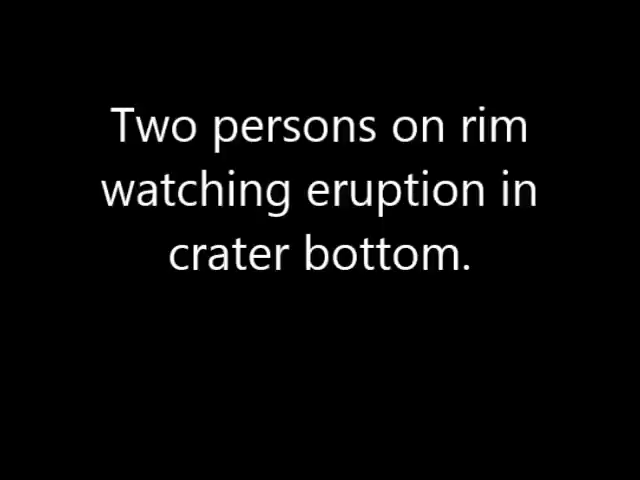 Two persons on rim
watching eruption in
crater bottom.